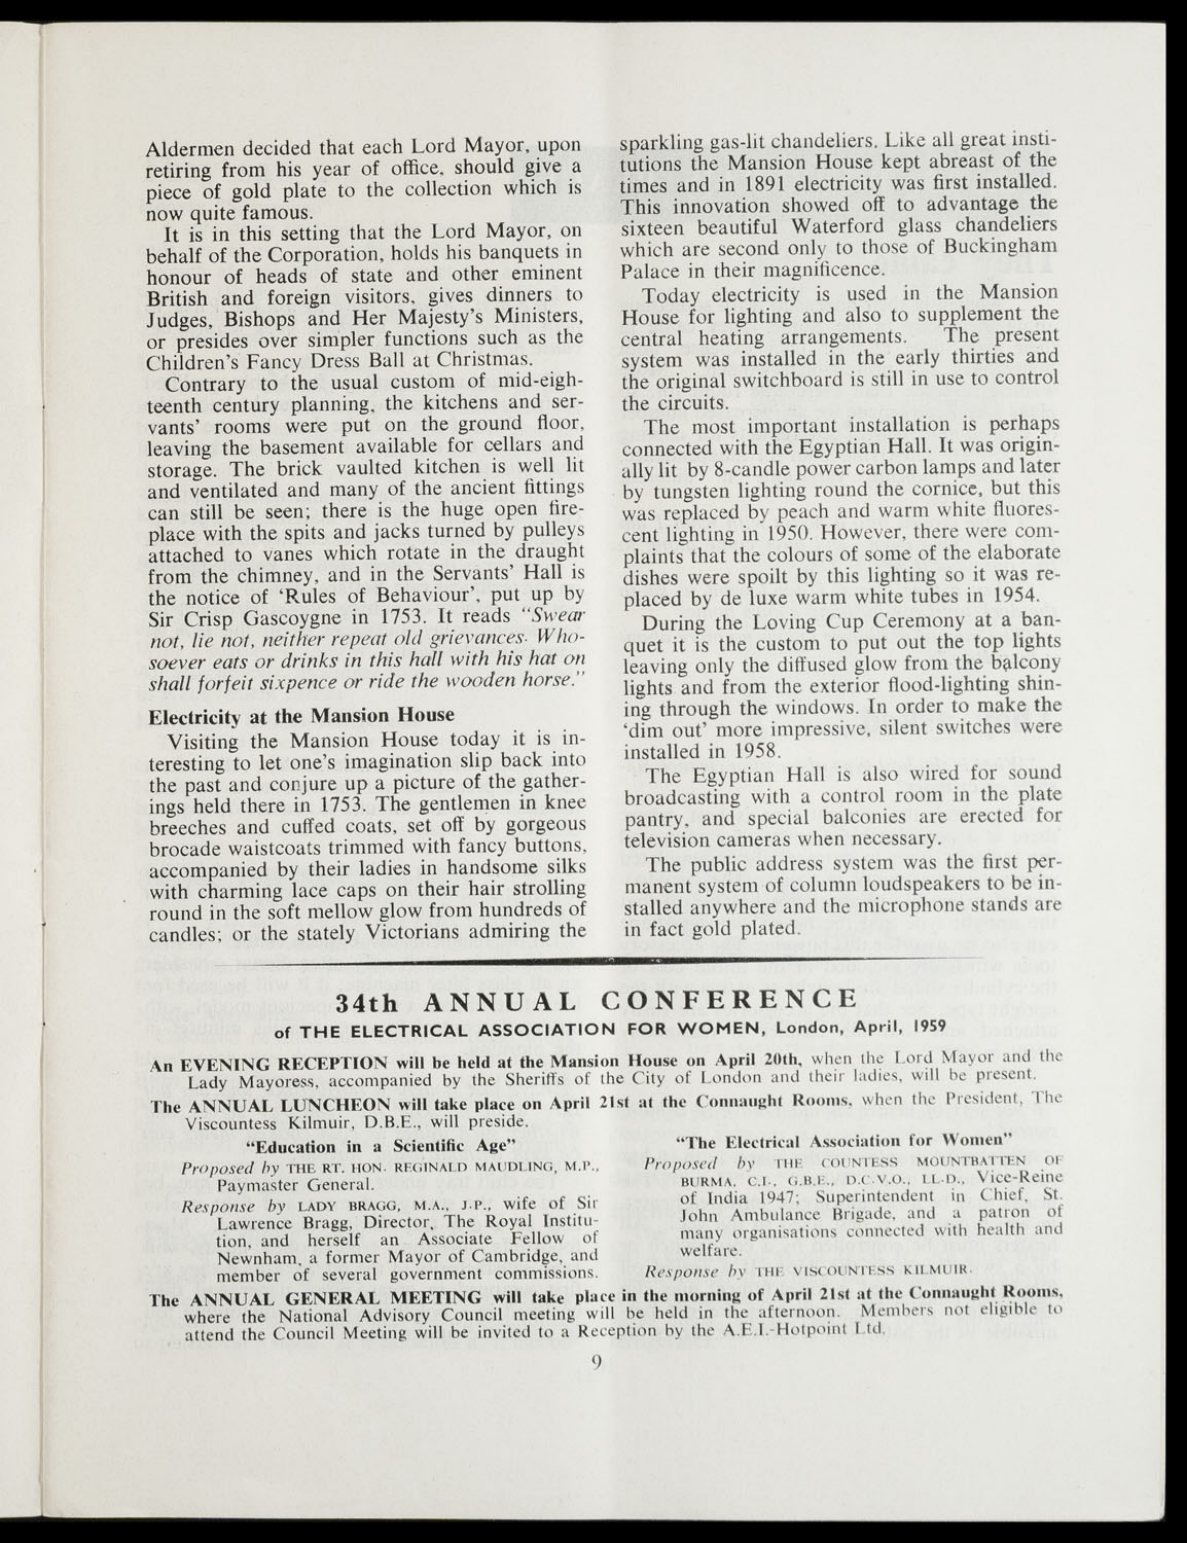 Aldermen decided that each Lord Mayor, upon
retiring from his year of office, should give a
piece of gold plate to the collection which is
now quite famous.
It is in this setting that the Lord Mayor, on
behalf of the Corporation, holds his banquets in
honour of heads of state and other eminent
British and foreign visitors, gives dinners to
Judges, Bishops and Her Majesty's Ministers,
or presides over simpler functions such as the
Children's Fancy Dress Ball at Christmas.
Contrary to the usual custom of mid-eigh-
teenth century planning, the kitchens and ser-
vants' rooms were put on the ground floor,
leaving the basement available for cellars and
storage. The brick vaulted kitchen is well lit
and ventilated and many of the ancient fittings
can still be seen; there is the huge open fire-
place with the spits and jacks turned by pulleys
attached to vanes which rotate in the draught
from the chimney, and in the Servants' Hall is
the notice of 'Rules of Behaviour', put up by
Sir Crisp Gascoygne in 1753. It reads "Swear
not, lie not, neither repeat old grievances. Who-
soever eats or drinks in this hall with his hat on
shall forfeit sixpence or ride the wooden horse."
Electricity at the Mansion House
Visiting the Mansion House today it is in-
teresting to let one's imagination slip back into
the past and conjure up a picture of the gather-
ings held there in 1753. The gentlemen in knee
breeches and cuffed coats, set off by gorgeous
brocade waistcoats trimmed with fancy buttons,
accompanied by their ladies in handsome silks
with charming lace caps on their hair strolling
round in the soft mellow glow from hundreds of
candles; or the stately Victorians admiring the
sparkling gas-lit chandeliers. Like all great insti-
tutions the Mansion House kept abreast of the
times and in 1891 electricity was first installed.
This innovation showed off to advantage the
sixteen beautiful Waterford glass chandeliers
which are second only to those of Buckingham
Palace in their magnificence.
Today electricity is used in the Mansion
House for lighting and also to supplement the
central heating arrangements. The present
system was installed in the early thirties and
the original switchboard is still in use to control
the circuits.
The most important installation is perhaps
connected with the Egyptian Hall. It was origin-
ally lit by 8-candle power carbon lamps and later
by tungsten lighting round the cornice, but this
was replaced by peach and warm white fluores-
cent lighting in 1950. However, there were com-
plaints that the colours of some of the elaborate
dishes were spoilt by this lighting so it was re-
placed by de luxe warm white tubes in 1954.
During the Loving Cup Ceremony at a ban-
quet it is the custom to put out the top lights
leaving only the diffused glow from the balcony
lights and from the exterior flood-lighting shin-
ing through the windows. In order to make the
'dim out' more impressive, silent switches were
installed in 1958.
The Egyptian Hall is also wired for sound
broadcasting with a control room in the plate
pantry, and special balconies are erected for
television cameras when necessary.
The public address system was the first per-
manent system of column loudspeakers to be in-
stalled anywhere and the microphone stands are
in fact gold plated.
34th ANNUAL CONFERENCE
of THE ELECTRICAL ASSOCIATION FOR WOMEN, London, April, 1959
An EVENING RECEPTION will be held at the Mansion House on April 20th, when the Lord Mayor and the
Lady Mayoress, accompanied by the Sheriffs of the City of London and their ladies, will be present.
The ANNUAL LUNCHEON will take place on April 21st at the Connaught Rooms, when the President, The
Viscountess Kilmuir, D.B.E., will preside.
"Education in a Scientific Age"
Proposed by THE RT. HON. REGINALD MAUDLING, M.P.,
Paymaster General.
Response by LADY BRAGG, M.A., J.P., wife of Sir
Lawrence Bragg, Director, The Royal Institu-
tion, and herself an Associate Fellow of
Newnham, a former Mayor of Cambridge, and
member of several government commissions.
"The Electrical Association for Women"
Proposed by THE COUNTESS MOUNTBATTEN OF
BURMA, C.I., G.B.E., D.C.V.O., LL.D., Vice-Reine
of India 1947; Superintendent in Chief, St.
John Ambulance Brigade, and a patron of
many organisations connected with health and
welfare.
Response by THE VISCOUNTESS KILMUIR.
The ANNUAL GENERAL MEETING will take place in the morning of April 21st at the Connaught Rooms,
where the National Advisory Council meeting will be held in the afternoon. Members not eligible to
attend the Council Meeting will be invited to a Reception by the A.E.I.-Hotpoint Ltd.
9